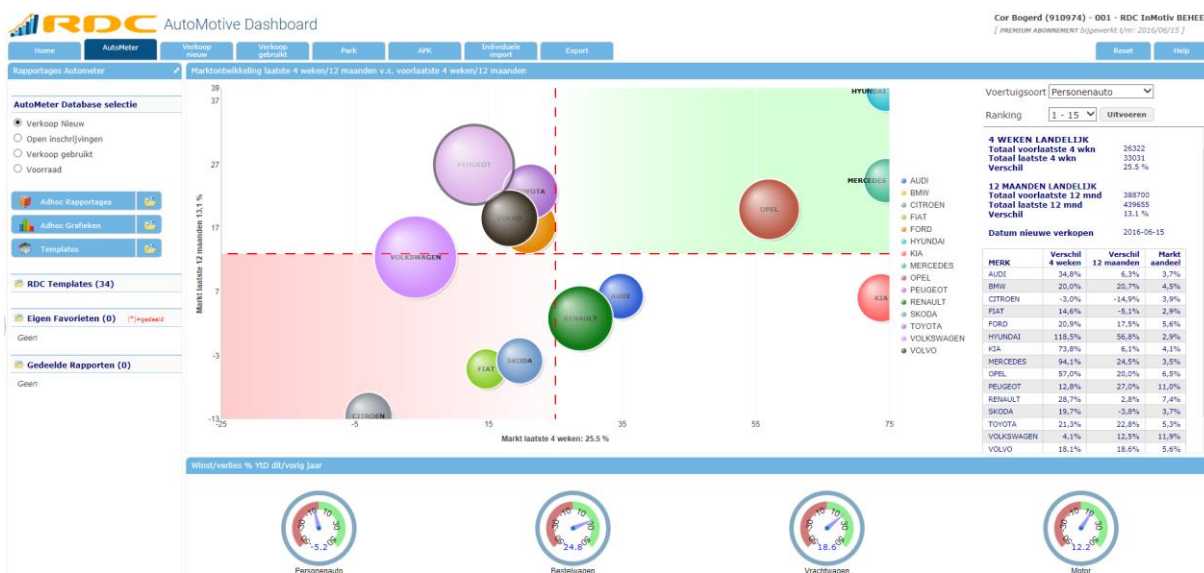 RDC AutoMotive Dashboard
Cor Bogerd (910974) - 001 - RDC InMotiv BEHEE
[ PREMIUM ABONNEMENT bijgewerkt t/m: 2016/06/15 ]
Home
AutoMeter
Verkoop nieuw
Verkoop gebruikt
Park
APK
Individuele import
Export
Reset
Help
Rapportages Autometer
Marktontwikkeling laatste 4 weken/12 maanden v.s. voorlaatste 4 weken/12 maanden
AutoMeter Database selectie
Verkoop Nieuw
Open inschrijvingen
Verkoop gebruikt
Voorraad
Adhoc Rapportages
Adhoc Grafieken
Templates
RDC Templates (34)
Eigen Favorieten (0) (*)=gedeeld
Geen
Gedeelde Rapporten (0)
Geen
Markt laatste 12 maanden 13,1 %
39
37
27
17
7
-3
-13
-25
-5
15
35
55
75
Markt laatste 4 weken: 25.5 %
HYUNDAI
PEUGEOT
TOYOTA
MERCEDES
VOLVO
OPEL
VOLKSWAGEN
AUDI
KIA
RENAULT
SKODA
FIAT
CITROEN
AUDI
BMW
CITROEN
FIAT
FORD
HYUNDAI
KIA
MERCEDES
OPEL
PEUGEOT
RENAULT
SKODA
TOYOTA
VOLKSWAGEN
VOLVO
Voertuigsoort Personenauto
Ranking 1 - 15 Uitvoeren
4 WEKEN LANDELIJK
Totaal voorlaatste 4 wkn 26322
Totaal laatste 4 wkn 33031
Verschil 25.5 %
12 MAANDEN LANDELIJK
Totaal voorlaatste 12 mnd 388700
Totaal laatste 12 mnd 439655
Verschil 13.1 %
Datum nieuwe verkopen 2016-06-15
MERK Verschil 4 weken Verschil 12 maanden Markt aandeel
AUDI 34,8% 6,3% 3,7%
BMW 20,0% 20,7% 4,5%
CITROEN -3,0% -14,9% 3,9%
FIAT 14,6% -5,1% 2,9%
FORD 20,9% 17,5% 5,6%
HYUNDAI 118,5% 56,8% 2,9%
KIA 73,8% 6,1% 4,1%
MERCEDES 94,1% 24,5% 3,5%
OPEL 57,0% 20,0% 6,5%
PEUGEOT 12,8% 27,0% 11,0%
RENAULT 28,7% 2,8% 7,4%
SKODA 19,7% -3,8% 3,7%
TOYOTA 21,3% 22,8% 5,3%
VOLKSWAGEN 4,1% 12,5% 11,9%
VOLVO 18,1% 18,6% 5,6%
Winst/verlies % YtD dit/vorig jaar
-5.2
Personenauto
24.8
Bestelwagen
18.6
Vrachtwagen
12.2
Motor